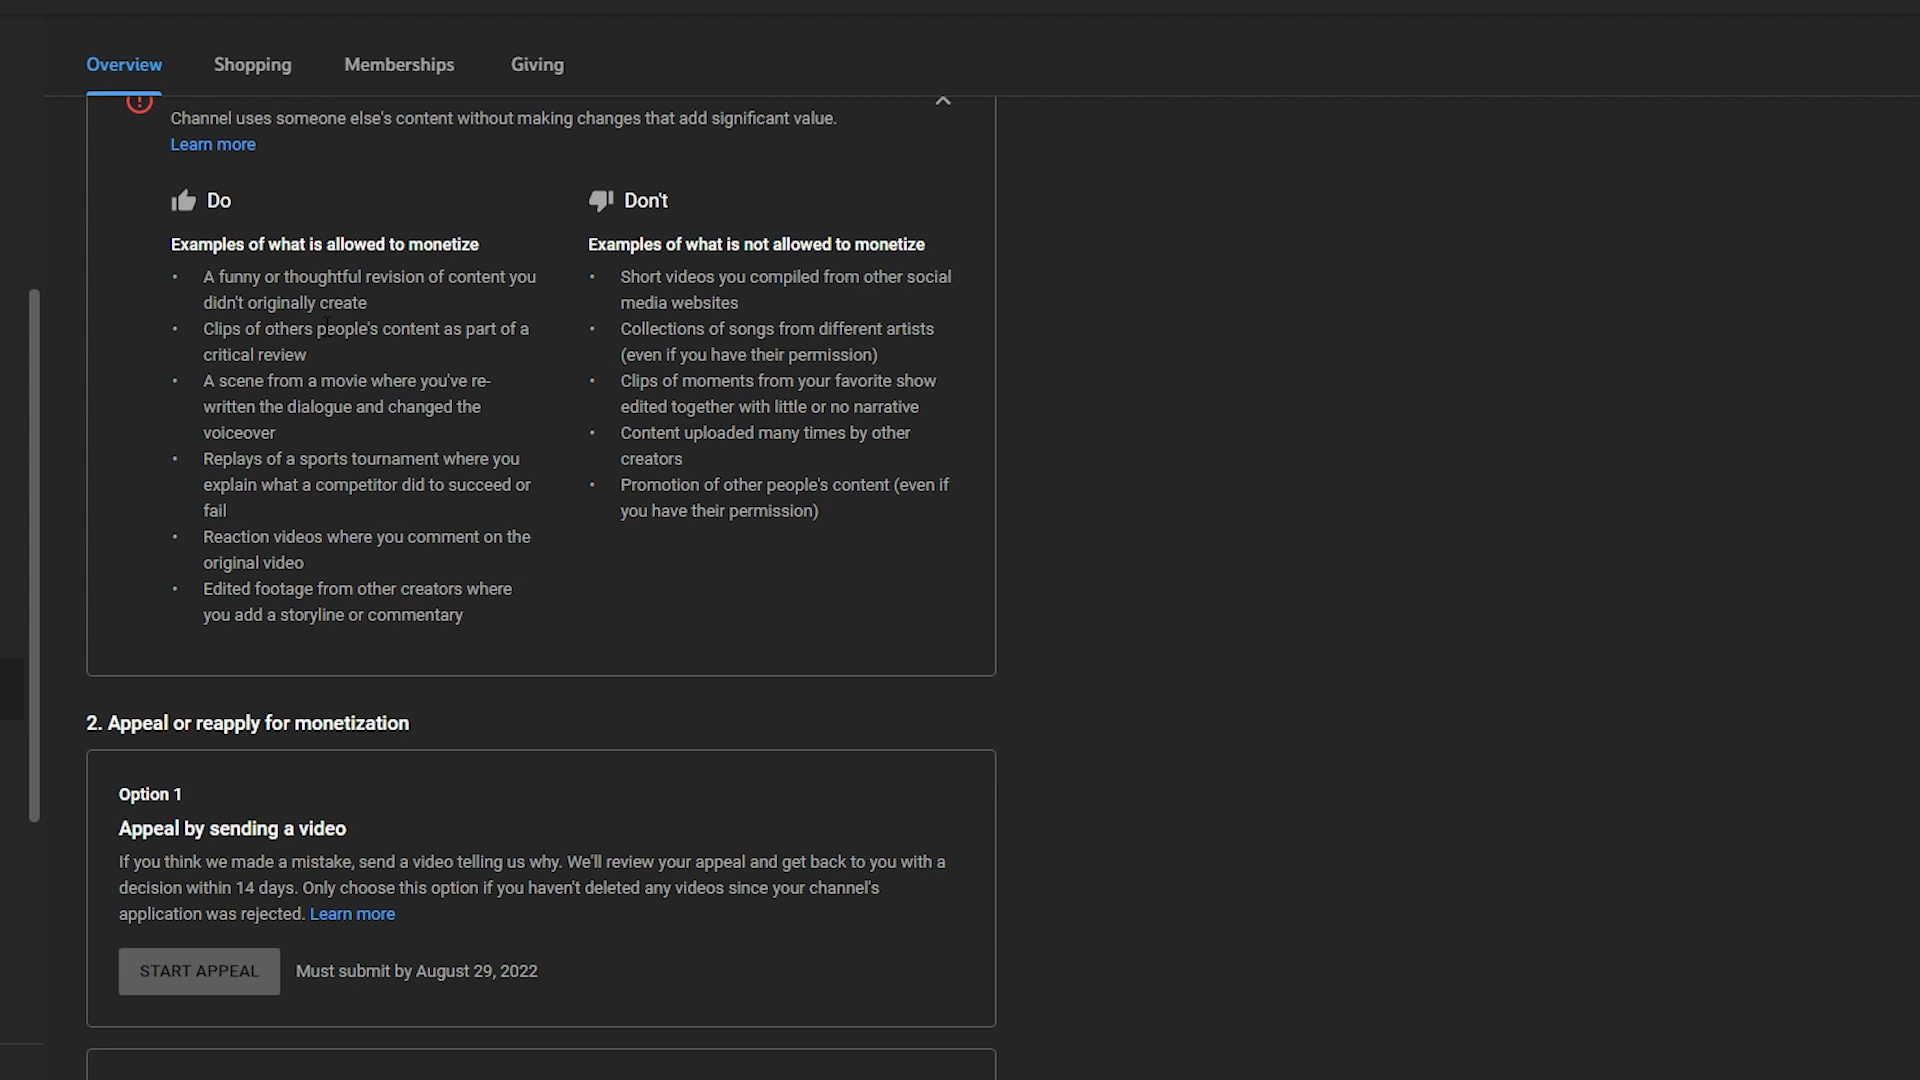 Overview Shopping Memberships Giving
Channel uses someone else's content without making changes that add significant value.
Learn more
Do
Examples of what is allowed to monetize
• A funny or thoughtful revision of content you
didn't originally create
• Clips of others people's content as part of a
critical review
• A scene from a movie where you've re-
written the dialogue and changed the
voiceover
• Replays of a sports tournament where you
explain what a competitor did to succeed or
fail
• Reaction videos where you comment on the
original video
• Edited footage from other creators where
you add a storyline or commentary
Don't
Examples of what is not allowed to monetize
• Short videos you compiled from other social
media websites
• Collections of songs from different artists
(even if you have their permission)
• Clips of moments from your favorite show
edited together with little or no narrative
• Content uploaded many times by other
creators
• Promotion of other people's content (even if
you have their permission)
2. Appeal or reapply for monetization
Option 1
Appeal by sending a video
If you think we made a mistake, send a video telling us why. We'll review your appeal and get back to you with a
decision within 14 days. Only choose this option if you haven't deleted any videos since your channel's
application was rejected. Learn more
START APPEAL Must submit by August 29, 2022